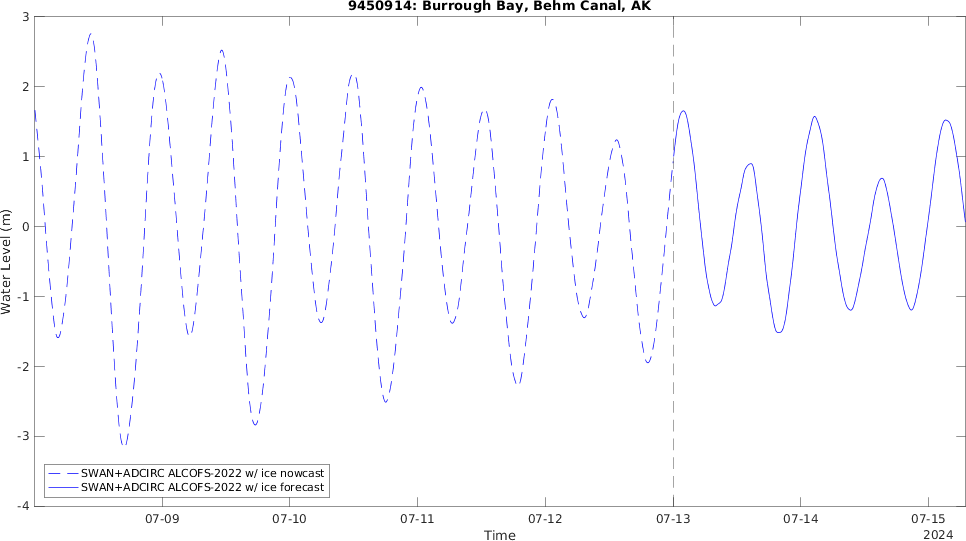 9450914: Burrough Bay, Behm Canal, AK
Water Level (m)
3
2
1
0
-1
-2
-3
-4
SWAN+ADCIRC ALCOFS-2022 w/ ice nowcast
SWAN+ADCIRC ALCOFS-2022 w/ ice forecast
07-09 07-10 07-11 07-12 07-13 07-14 07-15
Time 2024